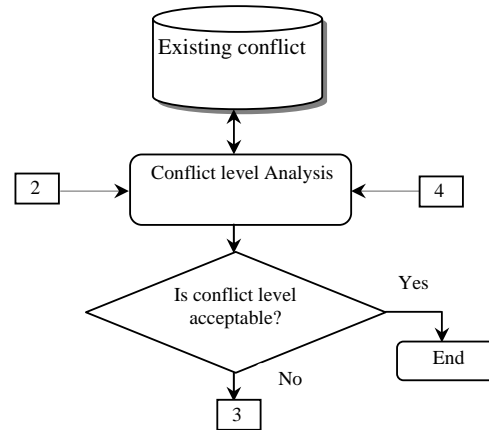 Existing conflict
Conflict level Analysis
2
4
Is conflict level
acceptable?
Yes
End
No
3